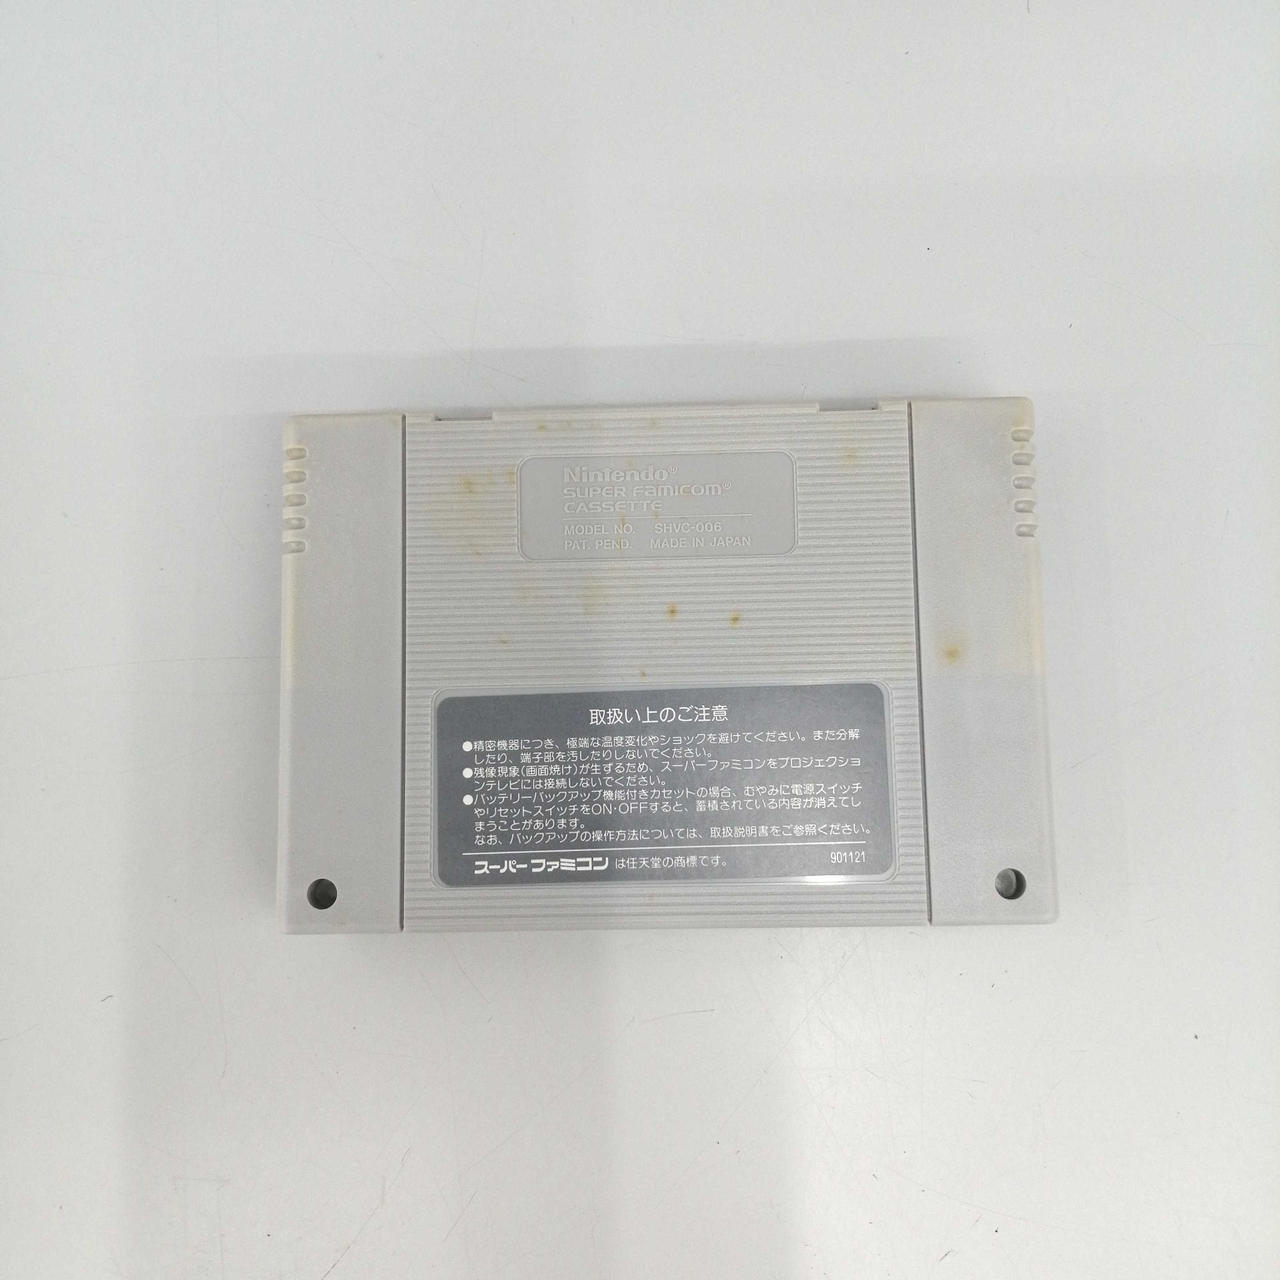 Nintendo®
SUPER FAMICOM®
CASSETTE
MODEL NO. SHVC-006
PAT. PEND. MADE IN JAPAN
取扱い上のご注意
●精密機器につき、極端な温度変化やショックを避けてください。また分解
したり、端子部を汚したりしないでください。
●残像現象(画面焼け)が生ずるため、スーパーファミコンをプロジェクショ
ンテレビには接続しないでください。
●バッテリーバックアップ機能付きカセットの場合、むやみに電源スイッチ
やリセットスイッチをON・OFFすると、蓄積されている内容が消えてし
まうことがあります。
なお、バックアップの操作方法については、取扱説明書をご参照ください。
スーパーファミコン は任天堂の商標です。 901121